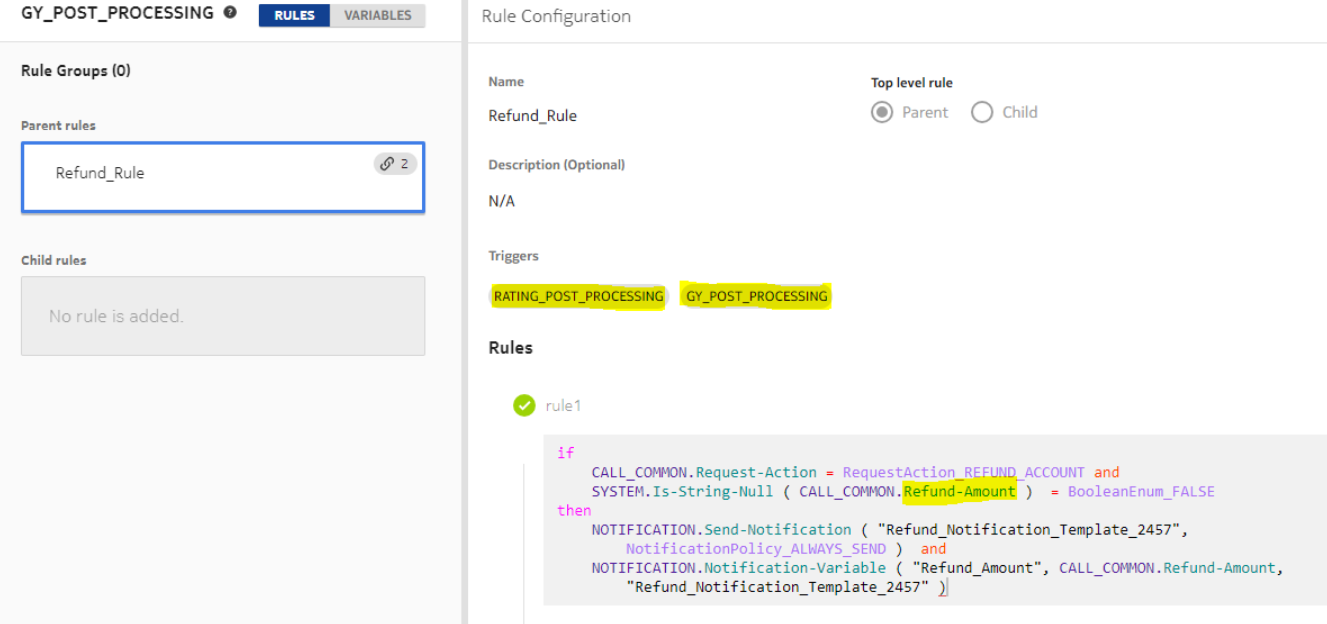 GY_POST_PROCESSING ? RULES VARIABLES
Rule Groups (0)
Parent rules
Refund_Rule 2
Child rules
No rule is added.
Rule Configuration
Name
Refund_Rule
Top level rule
Parent Child
Description (Optional)
N/A
Triggers
RATING_POST_PROCESSING GY_POST_PROCESSING
Rules
rule1
if
CALL_COMMON.Request-Action = RequestAction_REFUND_ACCOUNT and
SYSTEM.Is-String-Null ( CALL_COMMON.Refund-Amount ) = BooleanEnum_FALSE
then
NOTIFICATION.Send-Notification ( "Refund_Notification_Template_2457",
NotificationPolicy_ALWAYS_SEND ) and
NOTIFICATION.Notification-Variable ( "Refund_Amount", CALL_COMMON.Refund-Amount,
"Refund_Notification_Template_2457" )